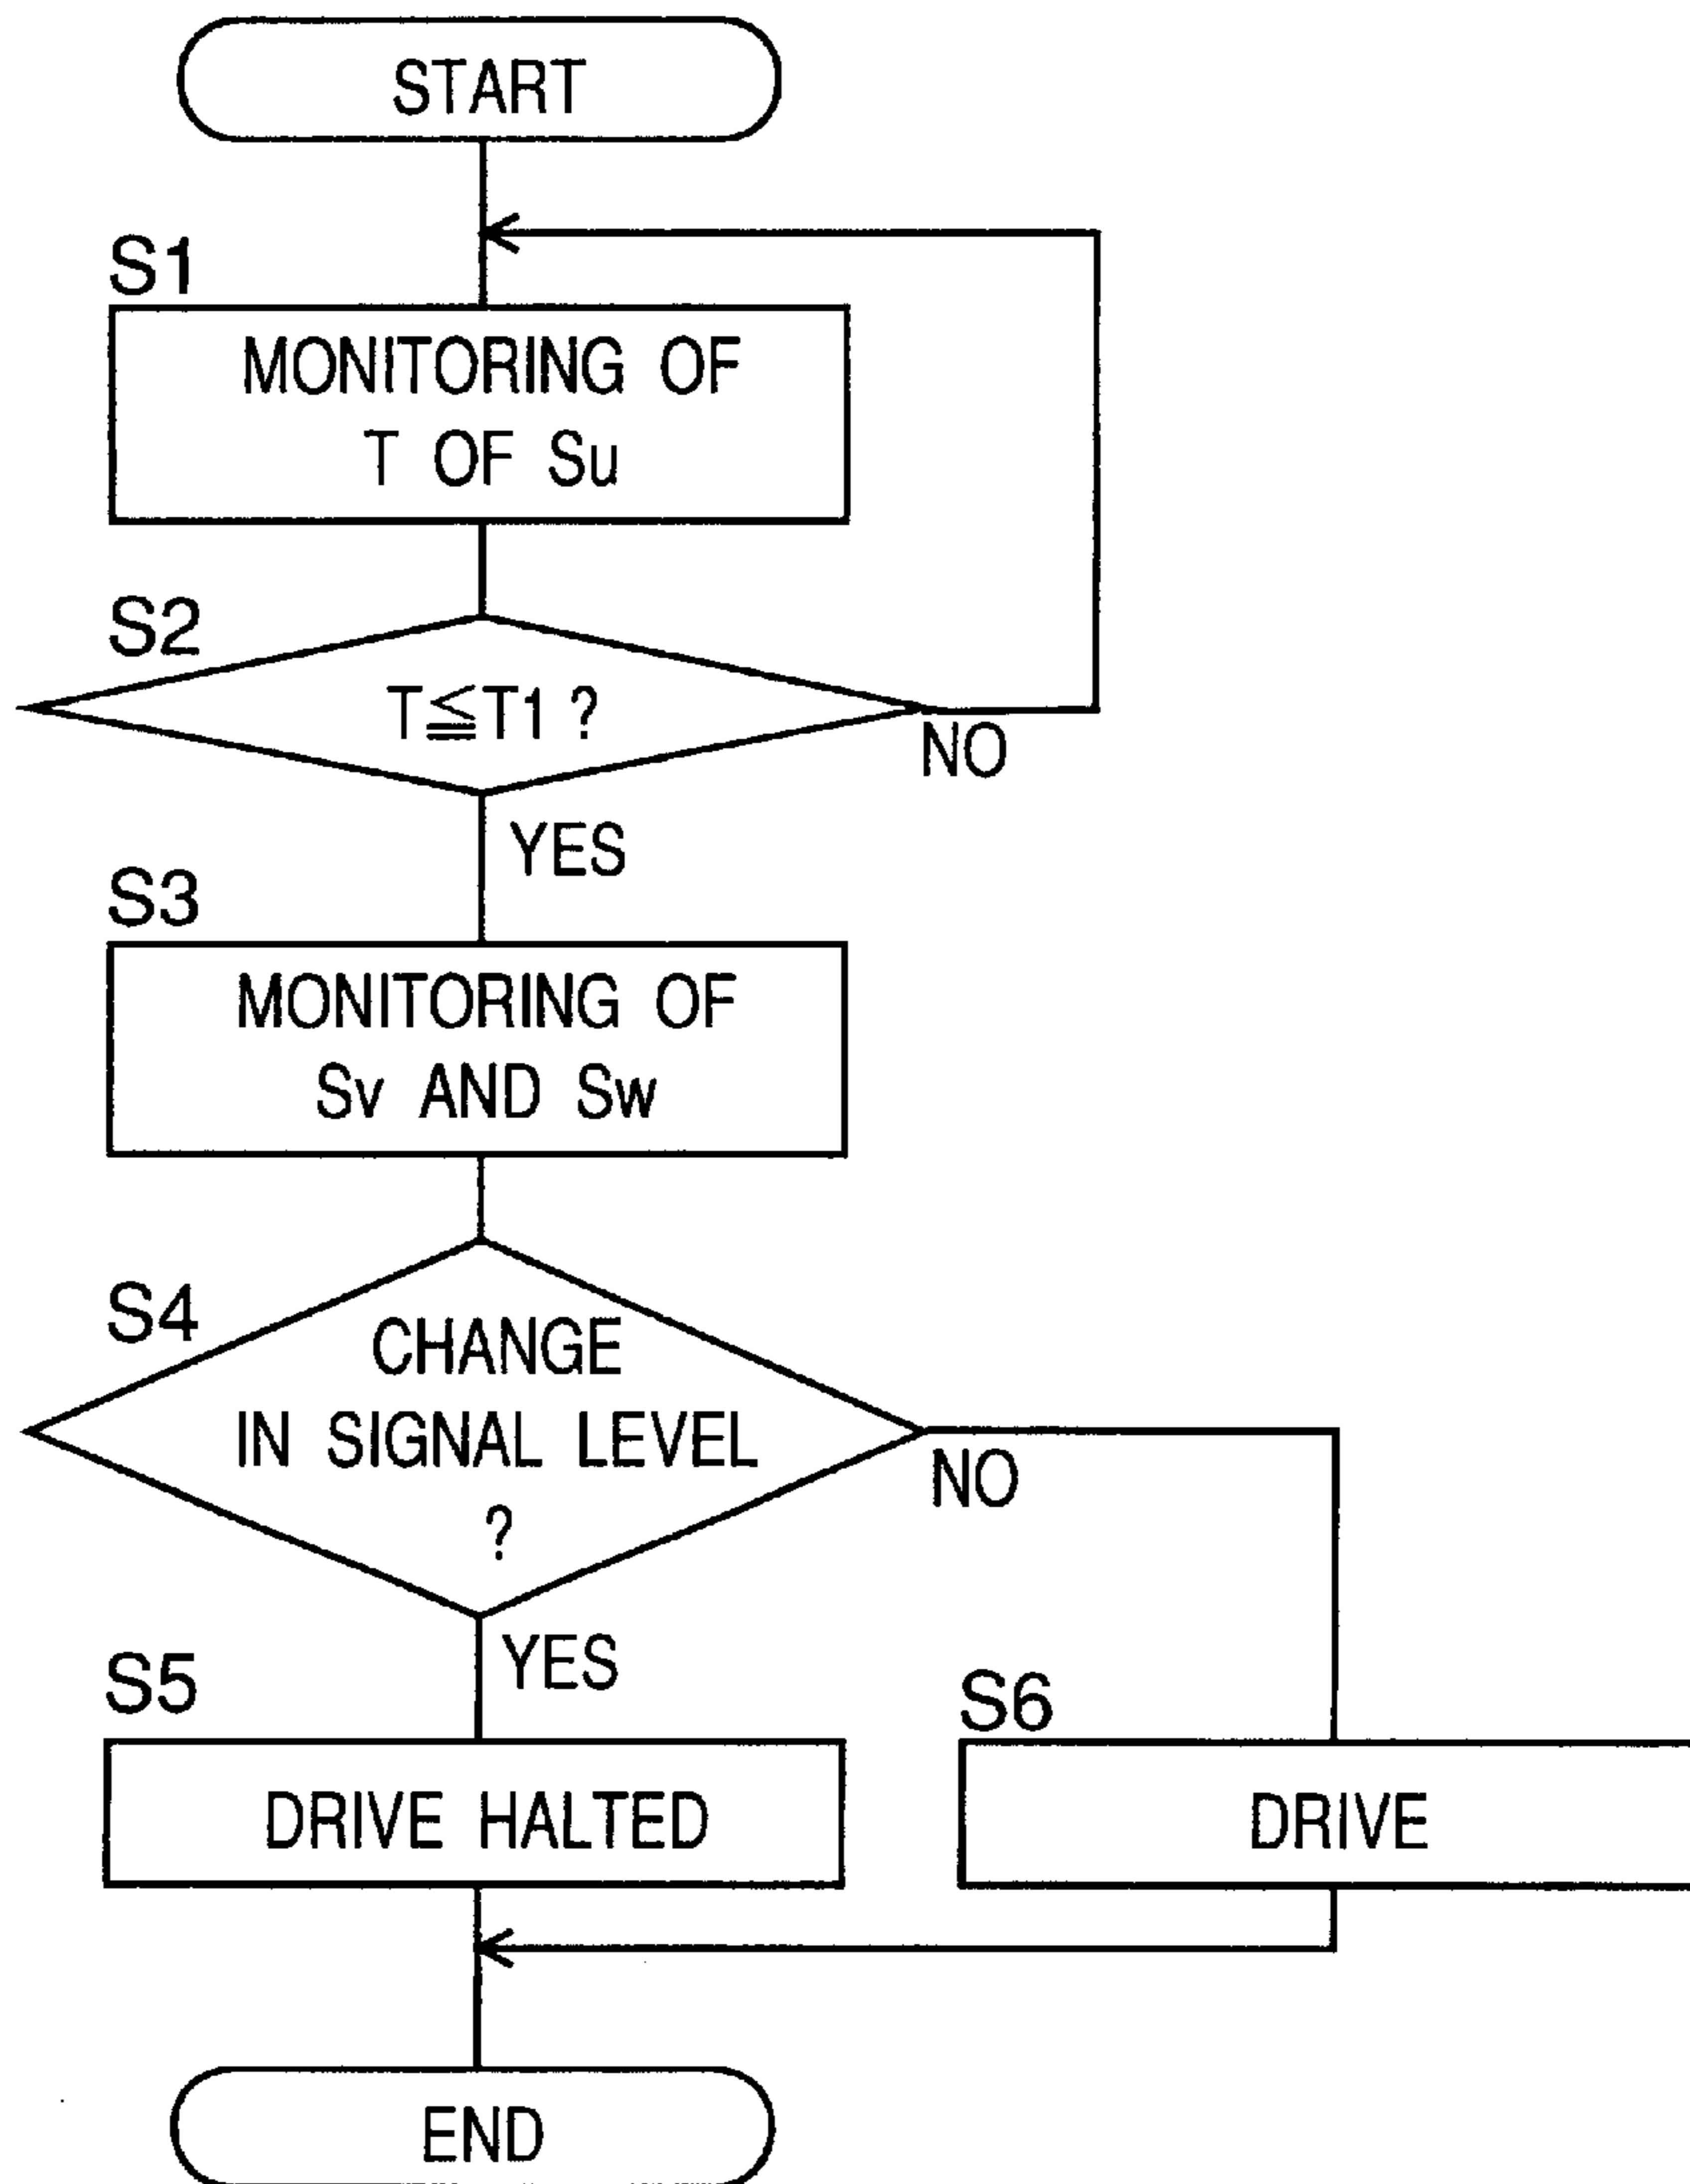 START
S1
MONITORING OF
T OF Su
S2
T≦T1?
NO
YES
S3
MONITORING OF
Sv AND Sw
S4
CHANGE
IN SIGNAL LEVEL
?
NO
YES
S5
DRIVE HALTED
S6
DRIVE
END